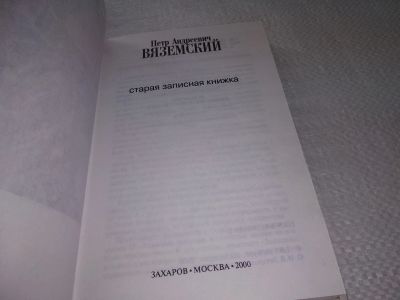 Петр Андреевич
ВЯЗЕМСКИЙ
старая записная книжка
ЗАХАРОВ • МОСКВА • 2000